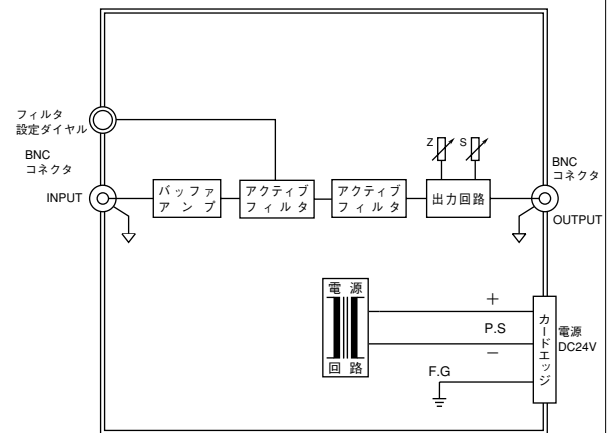 フィルタ
設定ダイヤル
BNC
コネクタ
INPUT
バッファ
アンプ
アクティブ
フィルタ
アクティブ
フィルタ
Z
S
出力回路
BNC
コネクタ
OUTPUT
電源
回路
+
P.S
−
F.G
カードエッジ
電源
DC24V